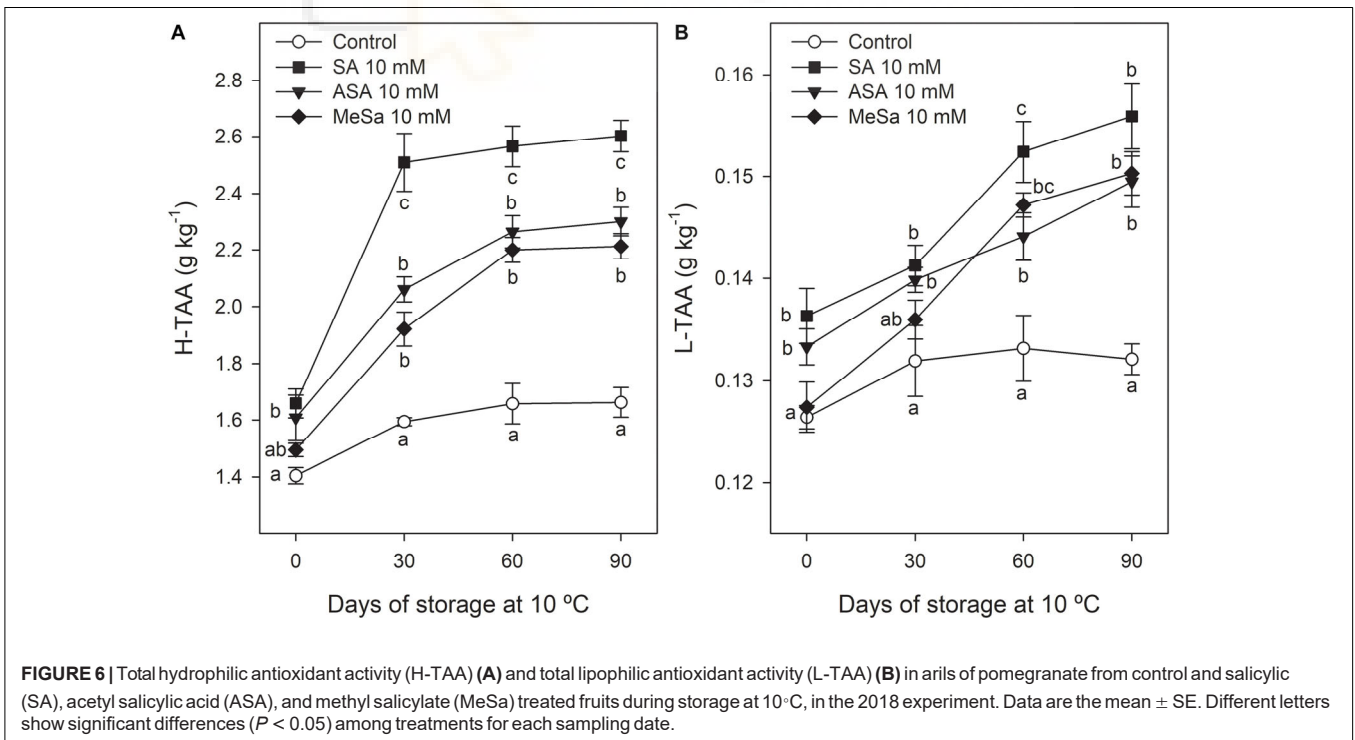 A
Control
SA 10 mM
ASA 10 mM
MeSa 10 mM
2.8
2.6
2.4
2.2
2.0
1.8
1.6
1.4
H-TAA (g kg-1)
c
c
c
b
b
b
b
b
b
b
ab
a
a
a
a
0
30
60
90
Days of storage at 10 ºC
B
Control
SA 10 mM
ASA 10 mM
MeSa 10 mM
0.16
0.15
0.14
0.13
0.12
L-TAA (g kg-1)
b
c
b
bc
b
b
b
b
b
b
ab
a
a
a
a
0
30
60
90
Days of storage at 10 ºC
FIGURE 6 | Total hydrophilic antioxidant activity (H-TAA) (A) and total lipophilic antioxidant activity (L-TAA) (B) in arils of pomegranate from control and salicylic
(SA), acetyl salicylic acid (ASA), and methyl salicylate (MeSa) treated fruits during storage at 10◦C, in the 2018 experiment. Data are the mean ± SE. Different letters
show significant differences (P < 0.05) among treatments for each sampling date.